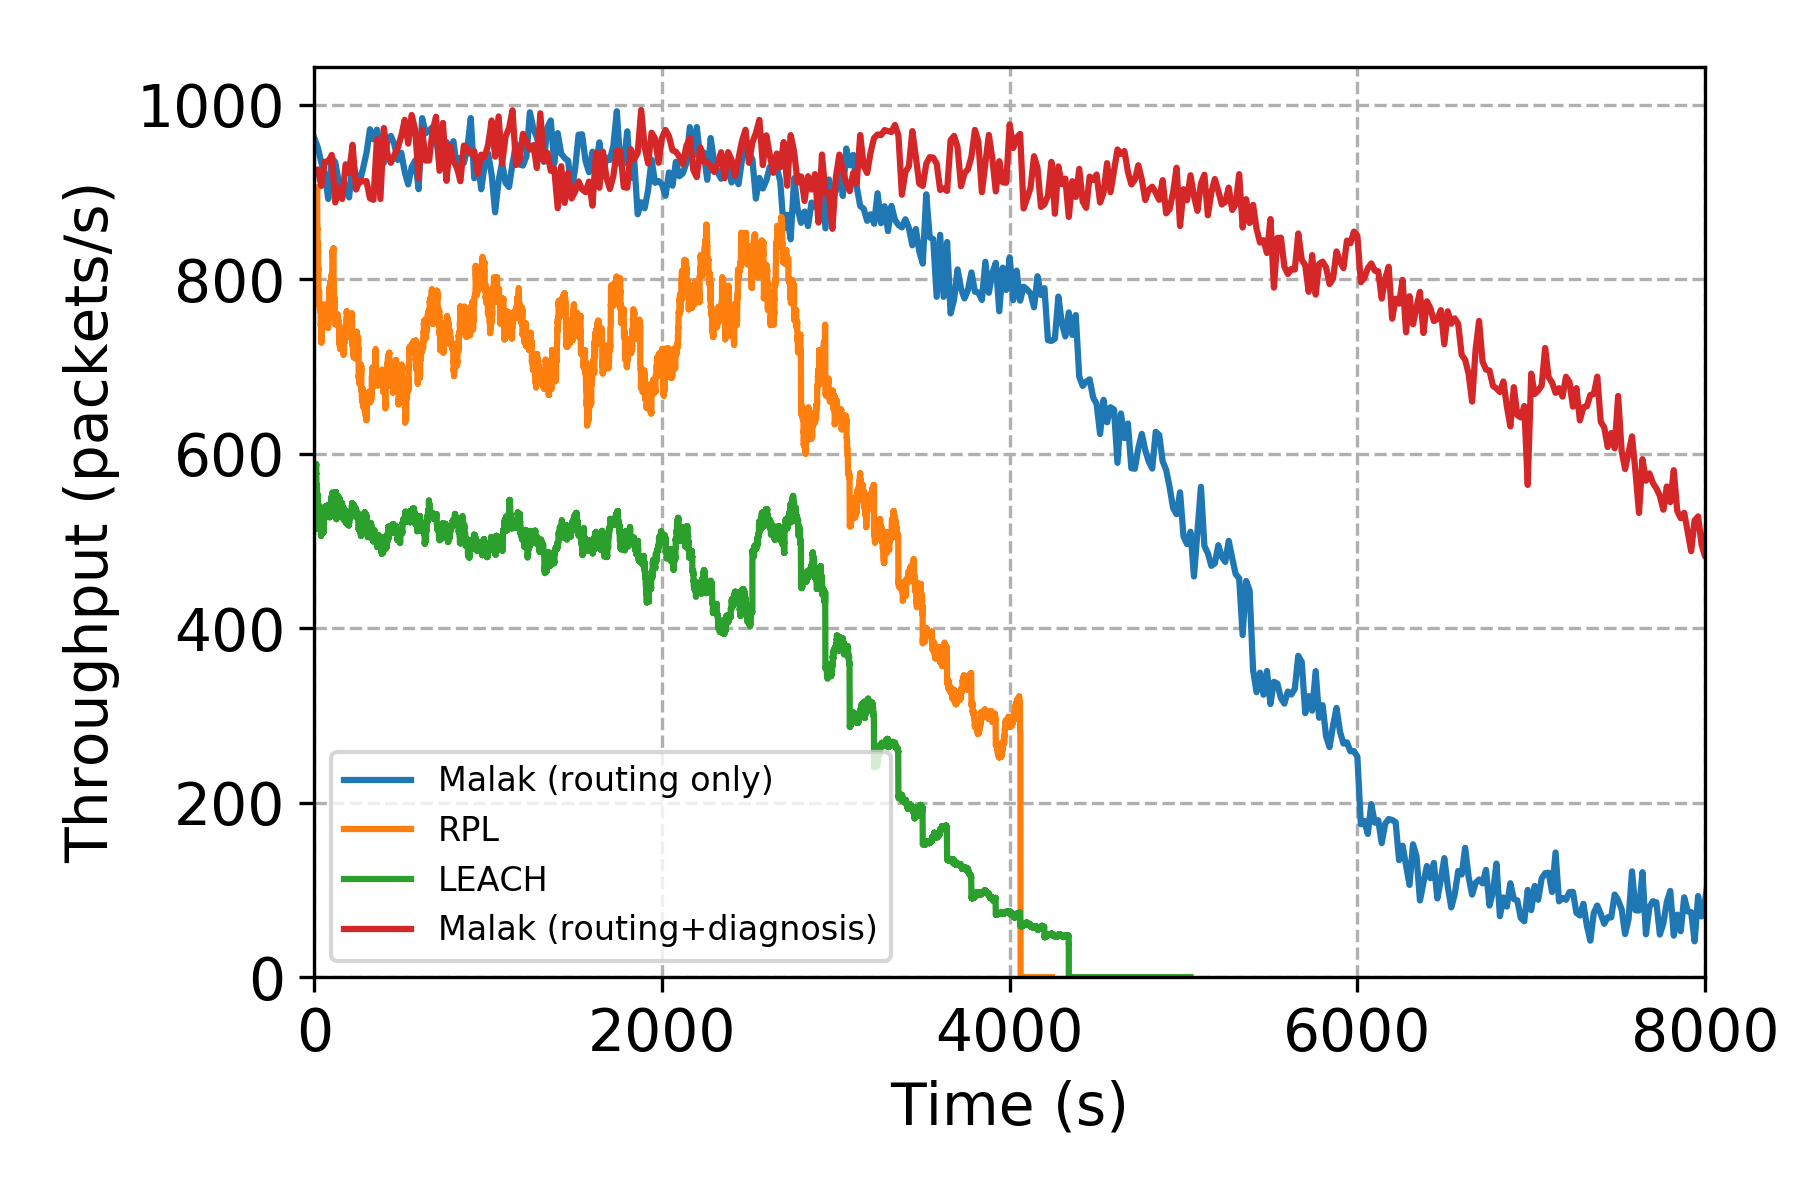 1000
800
600
400
200
0
Throughput (packets/s)
Malak (routing only)
RPL
LEACH
Malak (routing+diagnosis)
0 2000 4000 6000 8000
Time (s)